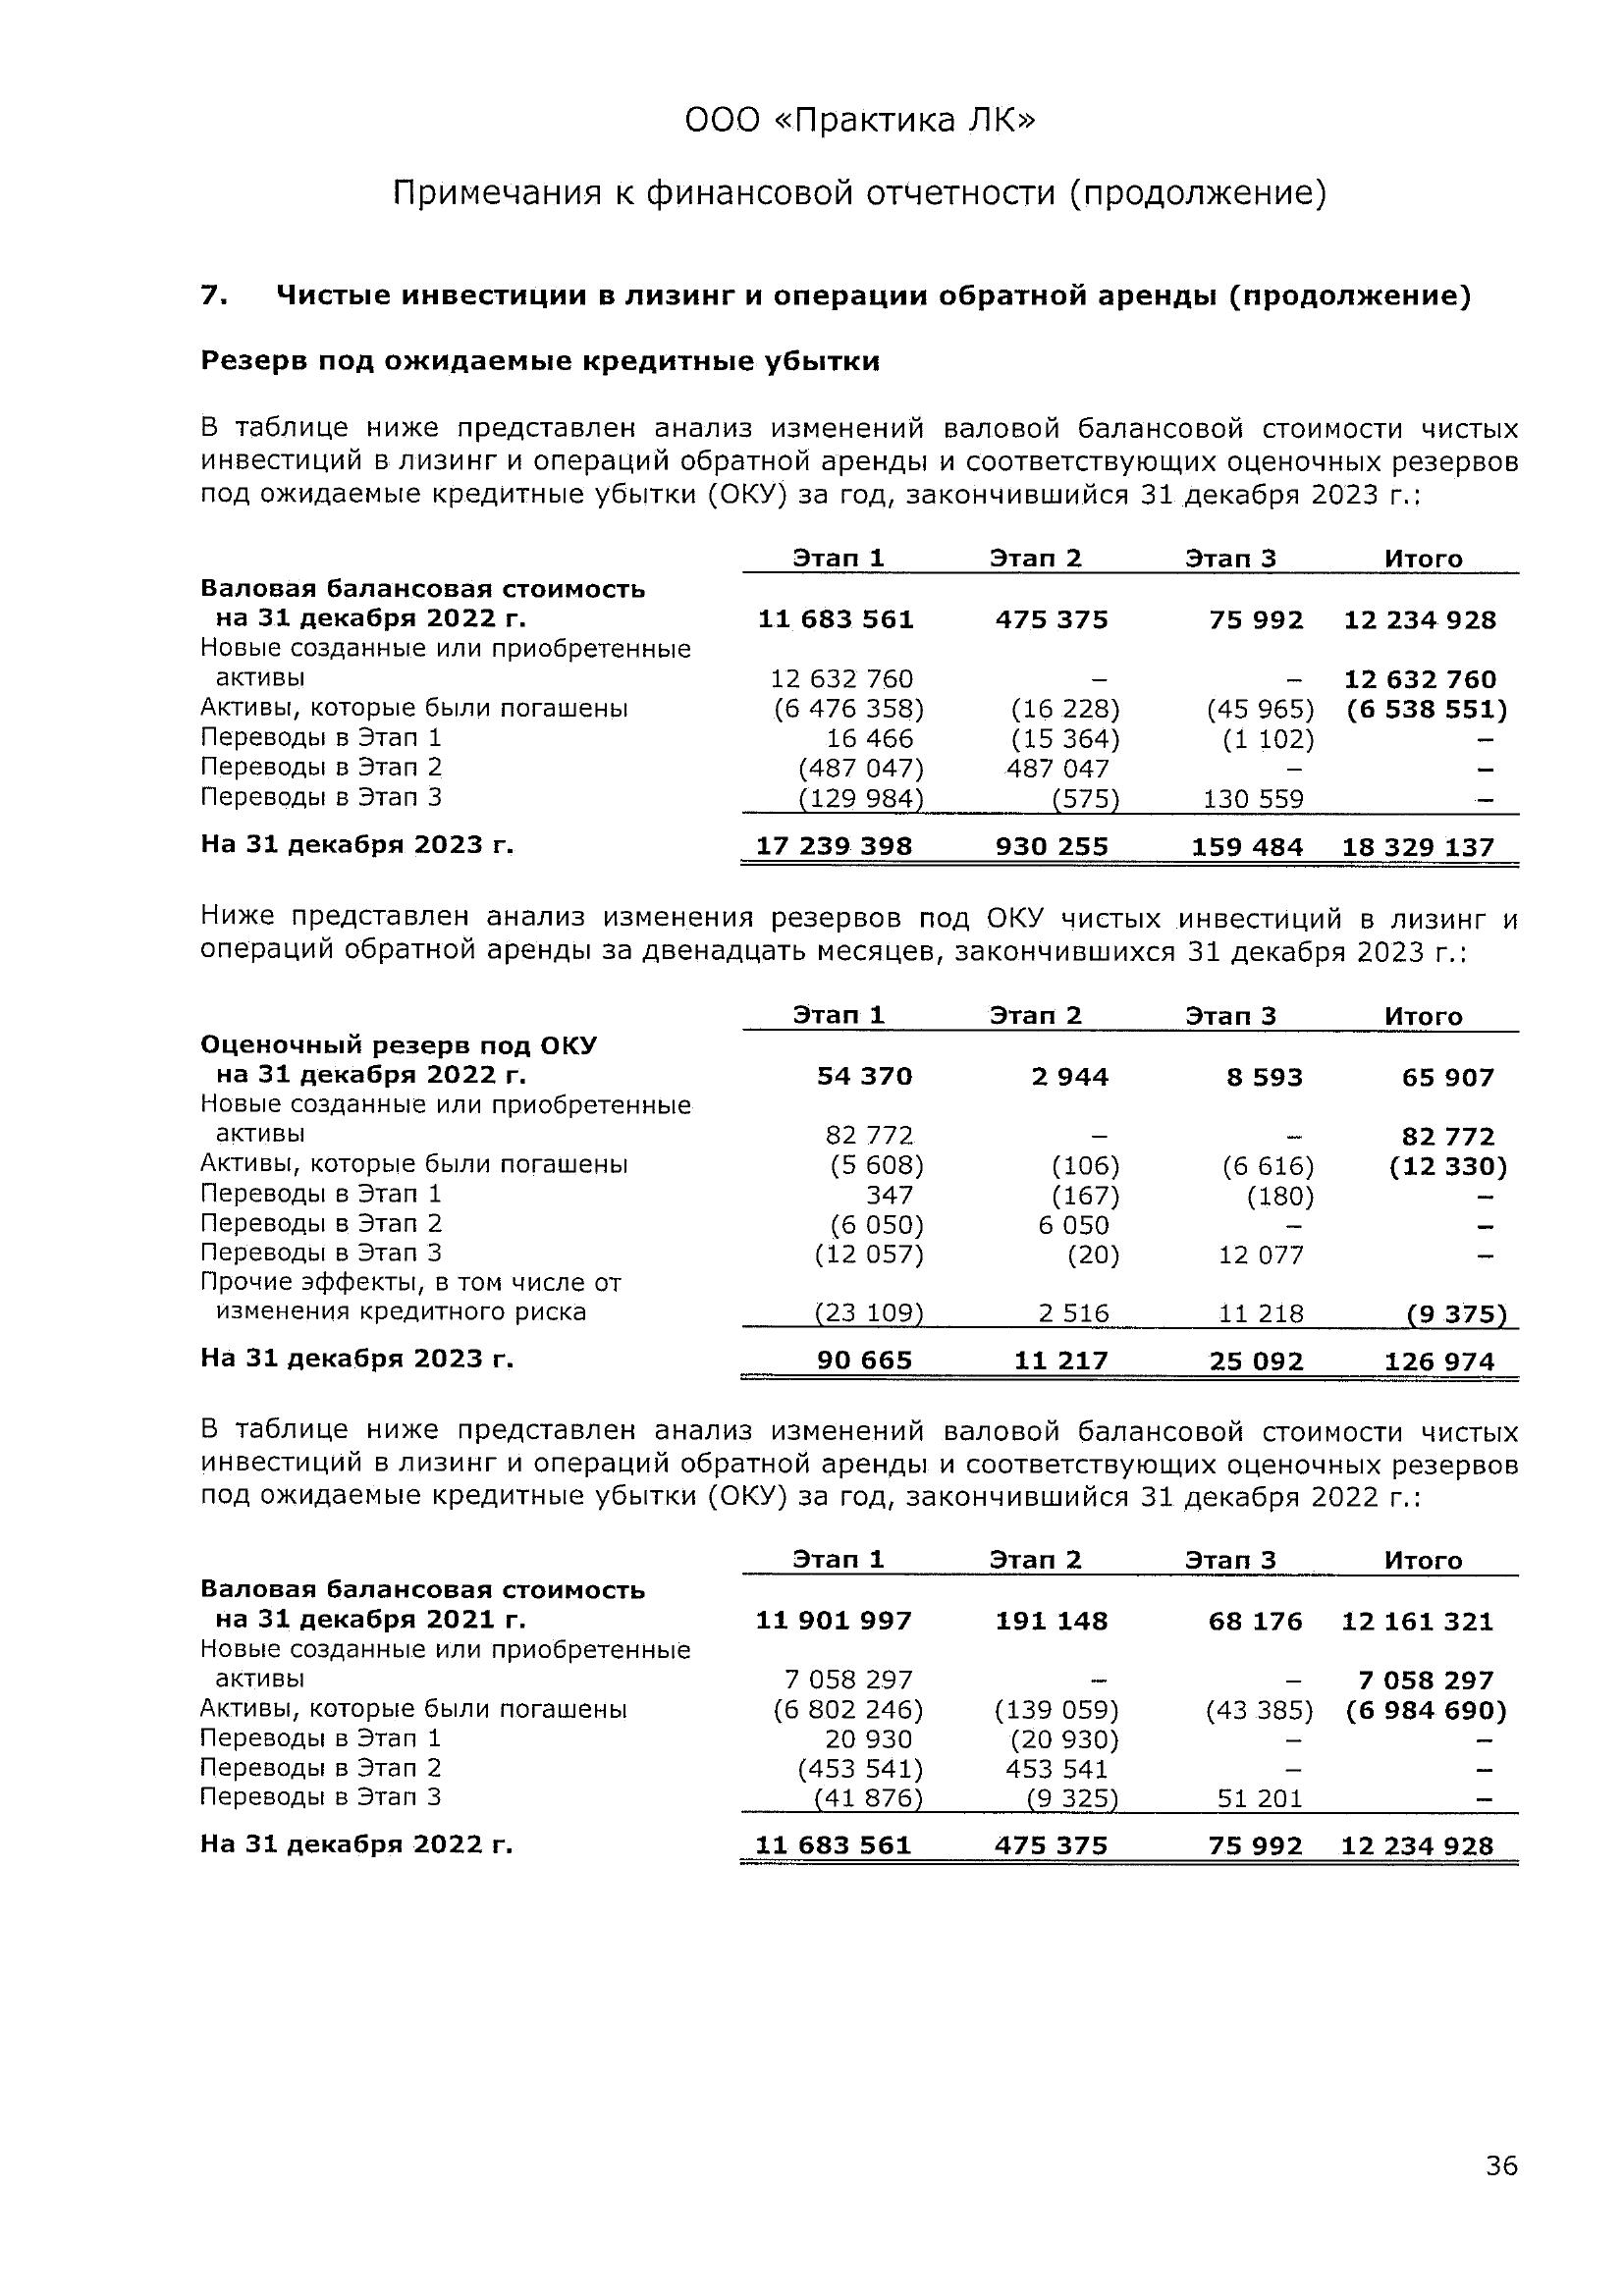 ООО «Практика ЛК»
Примечания к финансовой отчетности (продолжение)
7. Чистые инвестиции в лизинг и операции обратной аренды (продолжение)
Резерв под ожидаемые кредитные убытки
В таблице ниже представлен анализ изменений валовой балансовой стоимости чистых
инвестиций в лизинг и операций обратной аренды и соответствующих оценочных резервов
под ожидаемые кредитные убытки (ОКУ) за год, закончившийся 31 декабря 2023 г.:
Этап 1 Этап 2 Этап 3 Итого
Валовая балансовая стоимость
на 31 декабря 2022 г. 11 683 561 475 375 75 992 12 234 928
Новые созданные или приобретенные
активы 12 632 760 – – 12 632 760
Активы, которые были погашены (6 476 358) (16 228) (45 965) (6 538 551)
Переводы в Этап 1 16 466 (15 364) (1 102) –
Переводы в Этап 2 (487 047) 487 047 – –
Переводы в Этап 3 (129 984) (575) 130 559 –
На 31 декабря 2023 г. 17 239 398 930 255 159 484 18 329 137
Ниже представлен анализ изменения резервов под ОКУ чистых инвестиций в лизинг и
операций обратной аренды за двенадцать месяцев, закончившихся 31 декабря 2023 г.:
Этап 1 Этап 2 Этап 3 Итого
Оценочный резерв под ОКУ
на 31 декабря 2022 г. 54 370 2 944 8 593 65 907
Новые созданные или приобретенные
активы 82 772 – – 82 772
Активы, которые были погашены (5 608) (106) (6 616) (12 330)
Переводы в Этап 1 347 (167) (180) –
Переводы в Этап 2 (6 050) 6 050 – –
Переводы в Этап 3 (12 057) (20) 12 077 –
Прочие эффекты, в том числе от
изменения кредитного риска (23 109) 2 516 11 218 (9 375)
На 31 декабря 2023 г. 90 665 11 217 25 092 126 974
В таблице ниже представлен анализ изменений валовой балансовой стоимости чистых
инвестиций в лизинг и операций обратной аренды и соответствующих оценочных резервов
под ожидаемые кредитные убытки (ОКУ) за год, закончившийся 31 декабря 2022 г.:
Этап 1 Этап 2 Этап 3 Итого
Валовая балансовая стоимость
на 31 декабря 2021 г. 11 901 997 191 148 68 176 12 161 321
Новые созданные или приобретенные
активы 7 058 297 – – 7 058 297
Активы, которые были погашены (6 802 246) (139 059) (43 385) (6 984 690)
Переводы в Этап 1 20 930 (20 930) – –
Переводы в Этап 2 (453 541) 453 541 – –
Переводы в Этап 3 (41 876) (9 325) 51 201 –
На 31 декабря 2022 г. 11 683 561 475 375 75 992 12 234 928
36